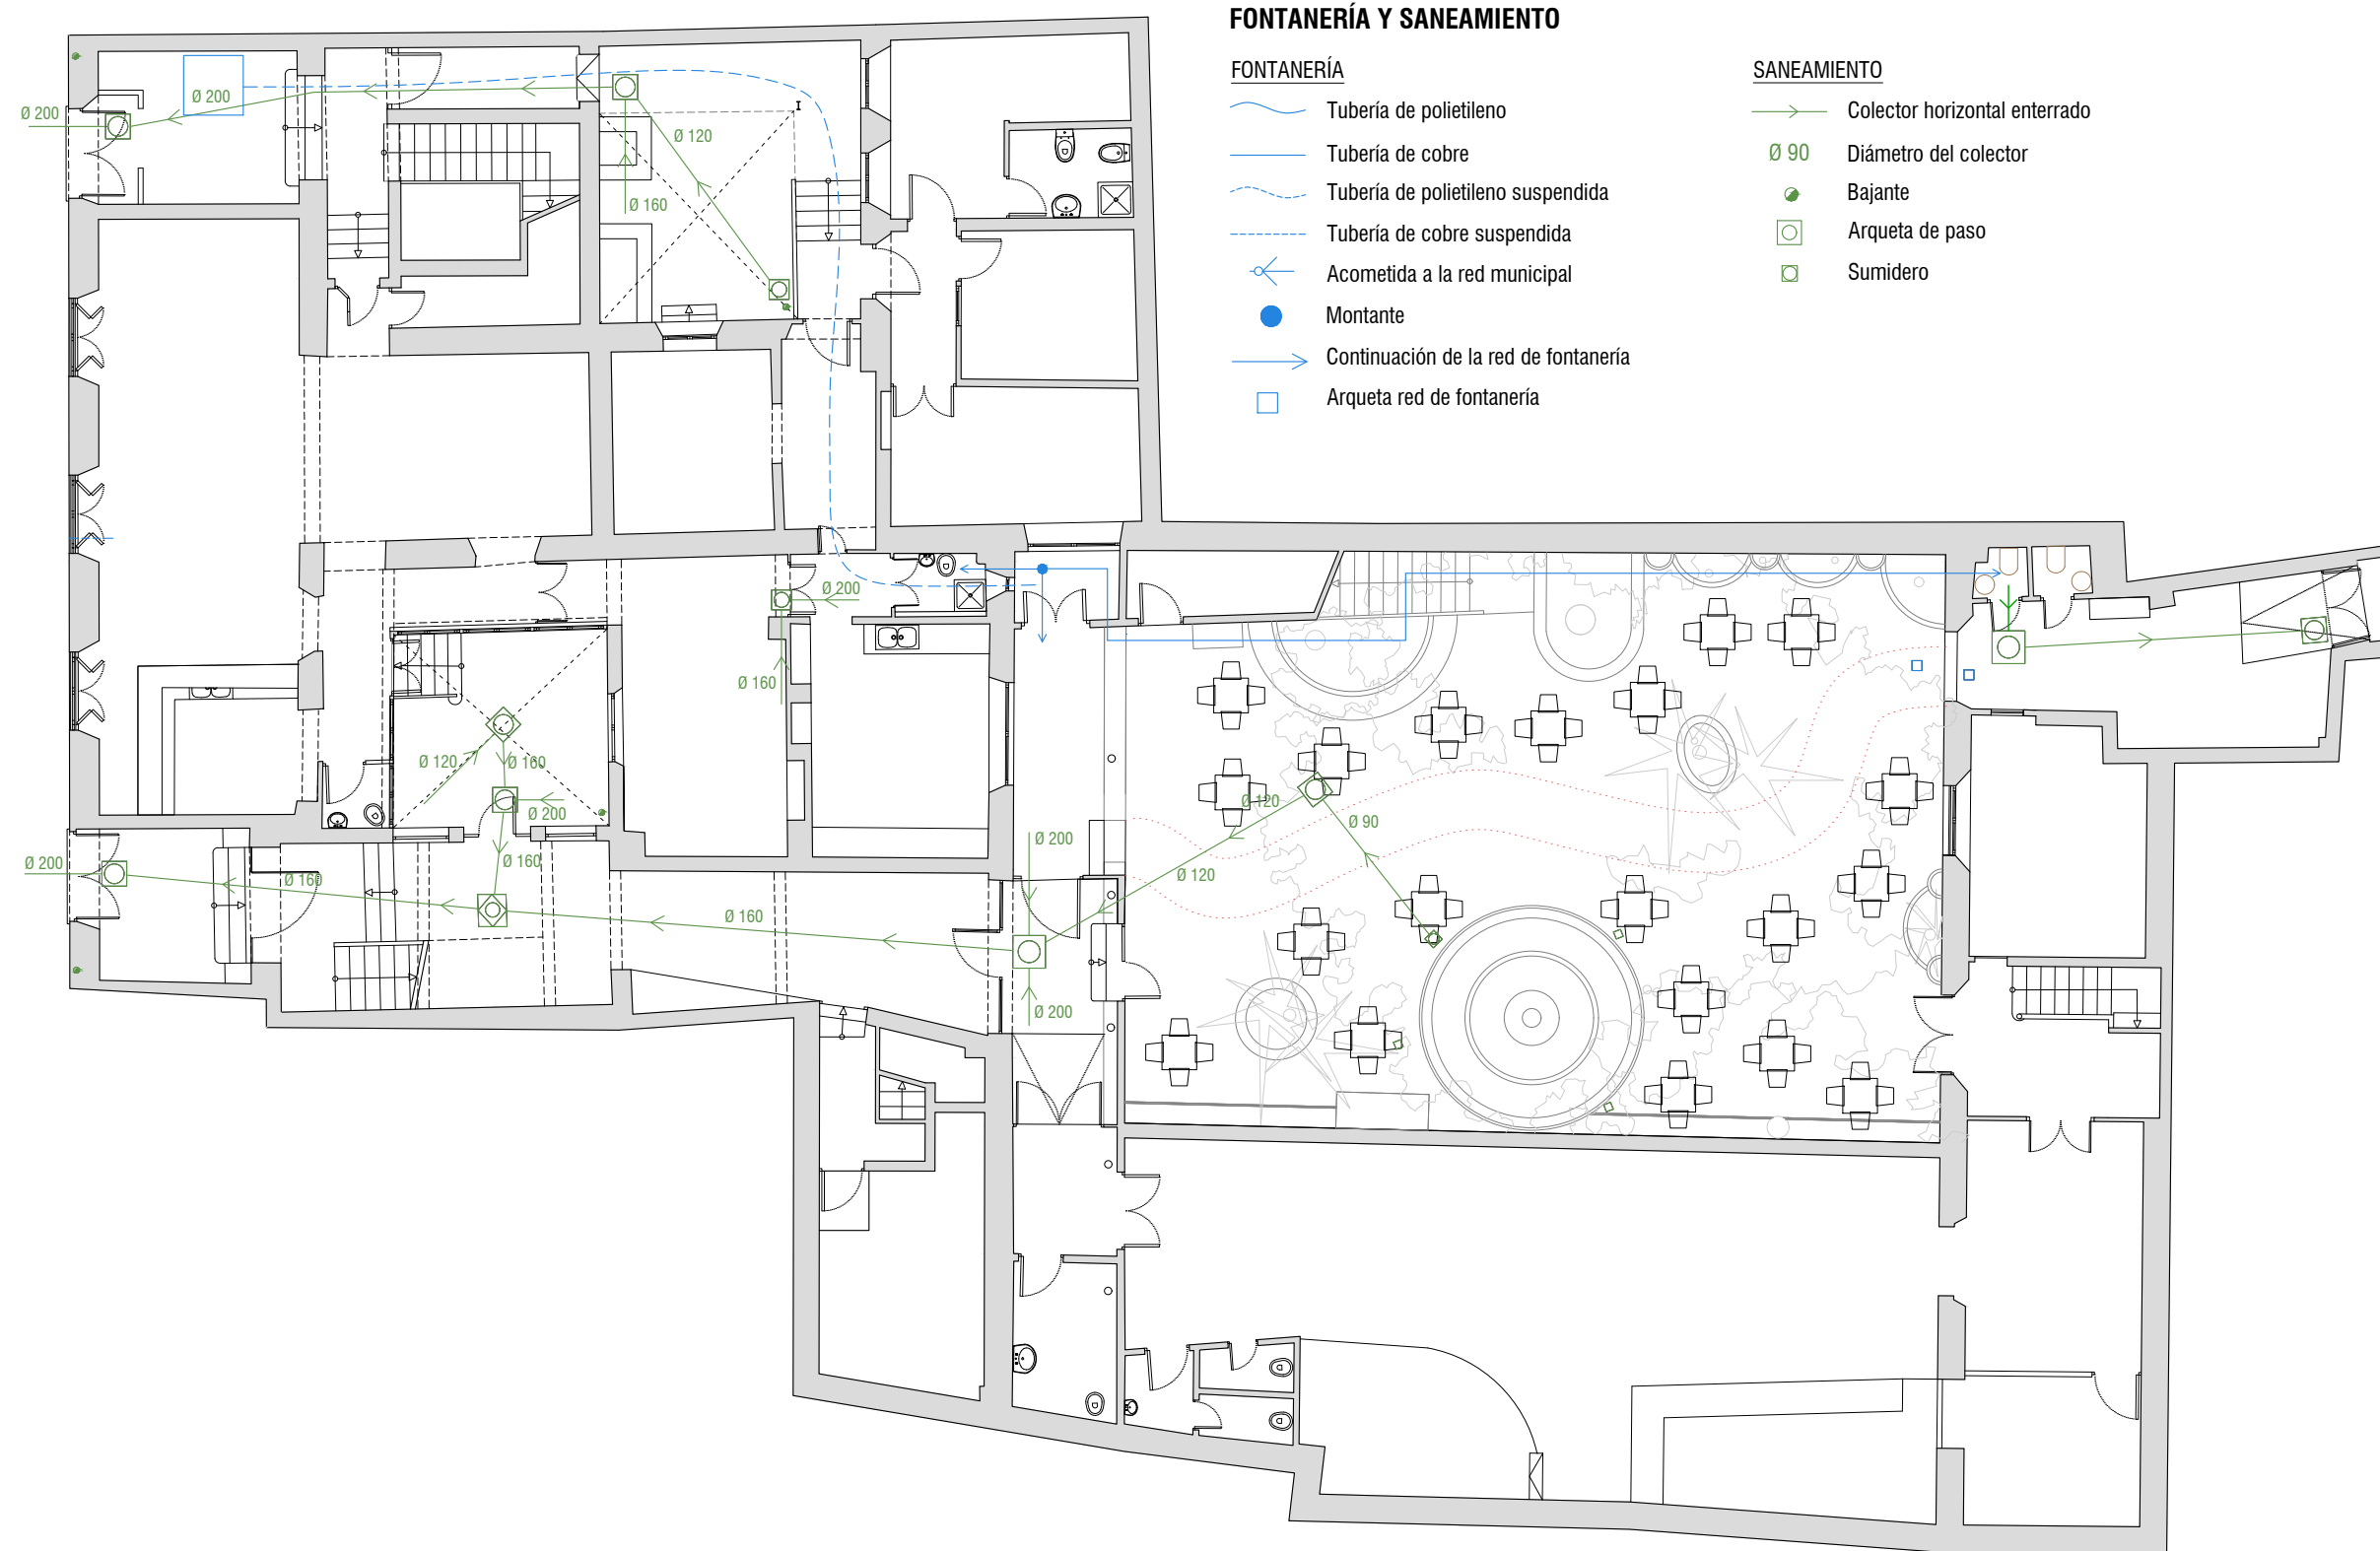 FONTANERÍA Y SANEAMIENTO
FONTANERÍA
Tubería de polietileno
Tubería de cobre
Tubería de polietileno suspendida
Tubería de cobre suspendida
Acometida a la red municipal
Montante
Continuación de la red de fontanería
Arqueta red de fontanería
SANEAMIENTO
Colector horizontal enterrado
Ø 90 Diámetro del colector
Bajante
Arqueta de paso
Sumidero
Ø 200
Ø 200
I
Ø 120
Ø 160
Ø 200
Ø 160
Ø 120
Ø 160
Ø 200
Ø 160
Ø 200
Ø 160
Ø 160
Ø 200
Ø 200
Ø 120
Ø 120
Ø 90